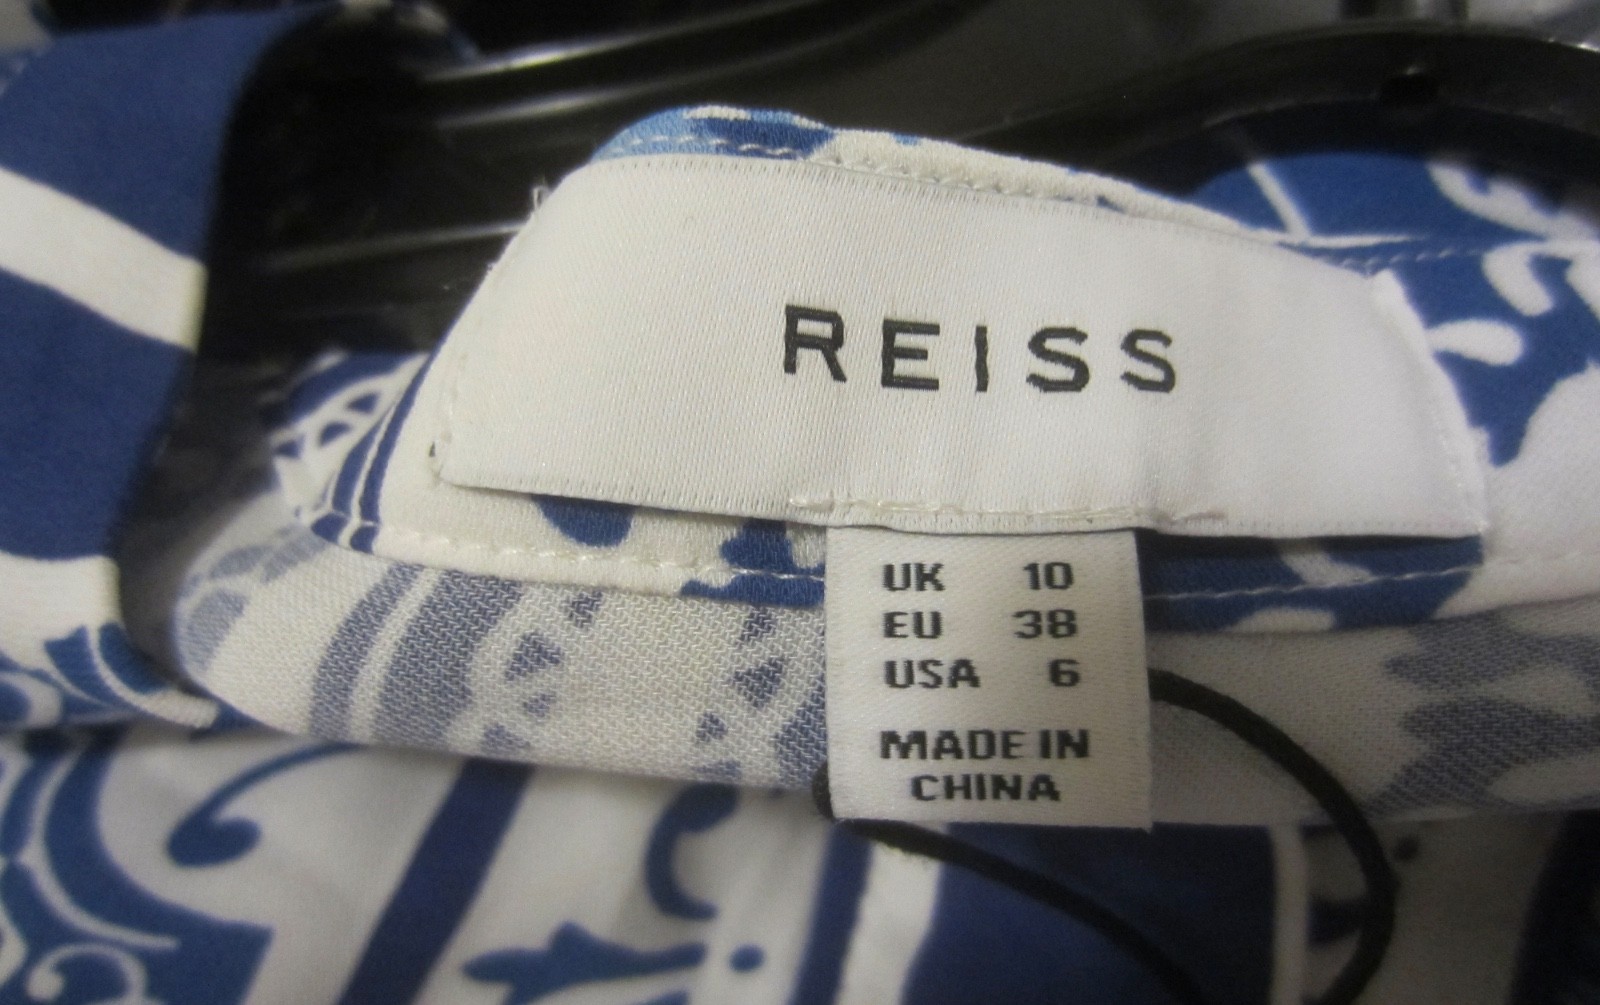 REISS
UK 10
EU 38
USA 6
MADE IN
CHINA